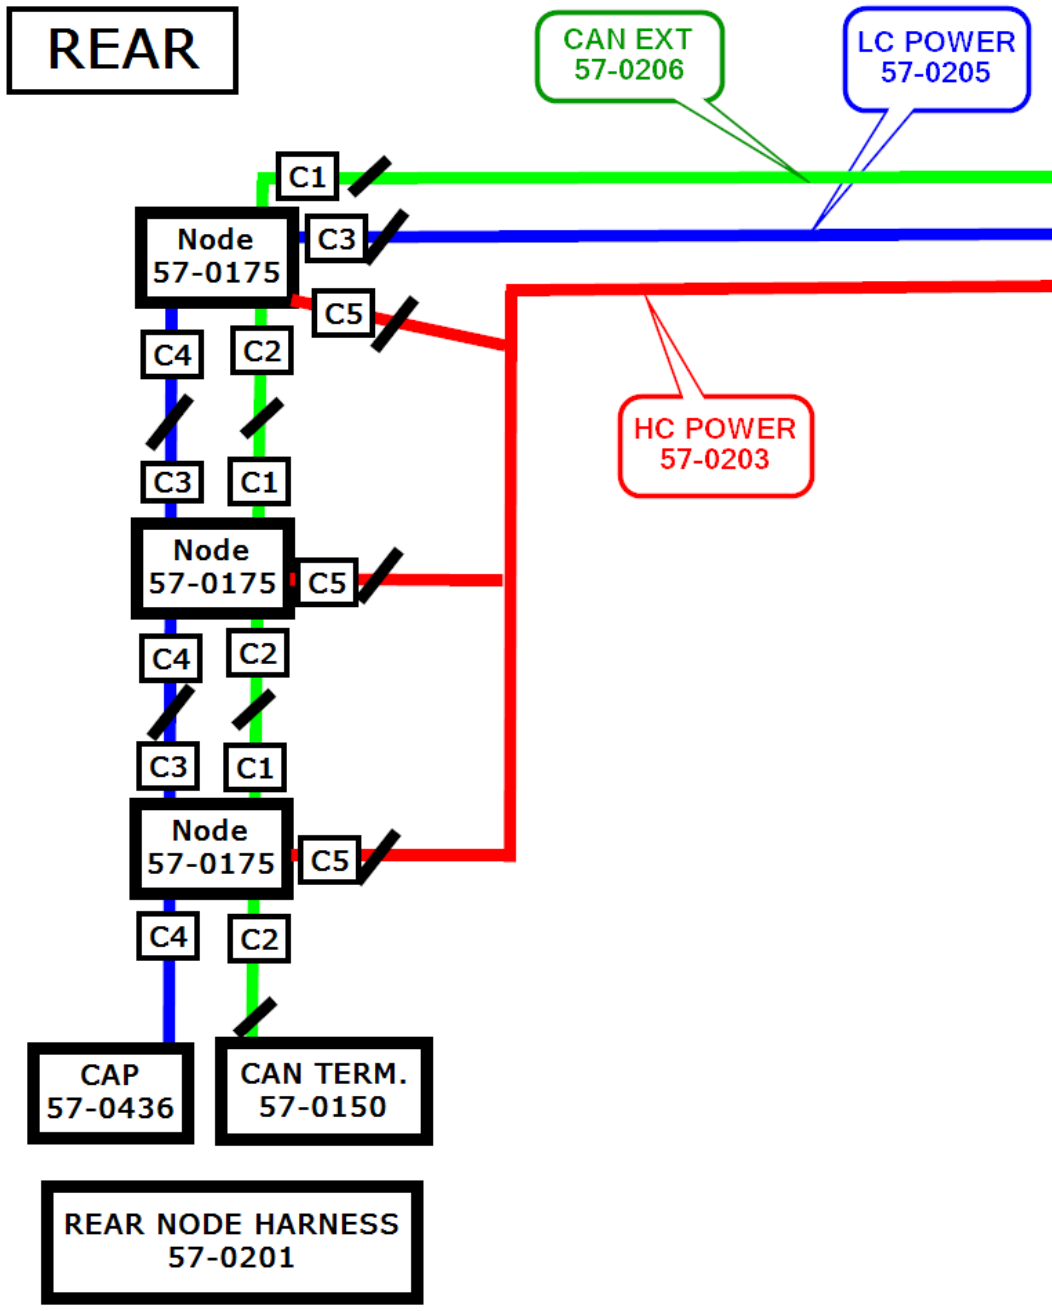 REAR
CAN EXT
57-0206
LC POWER
57-0205
C1
Node
57-0175
C3
C5
C4
C2
HC POWER
57-0203
C3
C1
Node
57-0175
C5
C4
C2
C3
C1
Node
57-0175
C5
C4
C2
CAP
57-0436
CAN TERM.
57-0150
REAR NODE HARNESS
57-0201